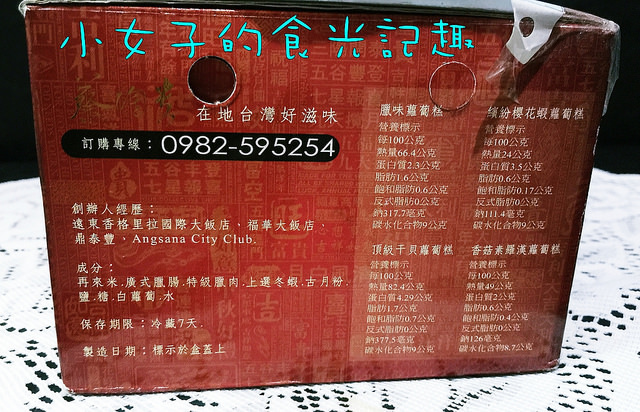 小女子的食光記趣
在地台灣好滋味
訂購專線：0982-595254
創辦人經歷：
遠東香格里拉國際大飯店、福華大飯店、
鼎泰豐、Angsana City Club.
成分：
再來米.廣式臘腸.特級臘肉.上選冬蝦.古月粉.
鹽.糖.白蘿蔔.水
保存期限：冷藏7天.
製造日期：標示於盒蓋上
臘味蘿蔔糕
營養標示
每100公克
熱量66.4公克
蛋白質2.3公克
脂肪1.6公克
飽和脂肪0.6公克
反式脂肪0公克
鈉317.7毫克
碳水化合物9公克
繽紛櫻花蝦蘿蔔糕
營養標示
每100公克
熱量24公克
蛋白質3.5公克
脂肪0.6公克
飽和脂肪0.17公克
反式脂肪0公克
鈉111.4毫克
碳水化合物9公克
頂級干貝蘿蔔糕
營養標示
每100公克
熱量82.4公克
蛋白質4.29公克
脂肪1.7公克
飽和脂肪0.7公克
反式脂肪0公克
鈉377.5毫克
碳水化合物9公克
香菇素羅漢蘿蔔糕
營養標示
每100公克
熱量49公克
蛋白質2公克
脂肪0.6公克
飽和脂肪0.4公克
反式脂肪0公克
鈉126毫克
碳水化合物8.7公克